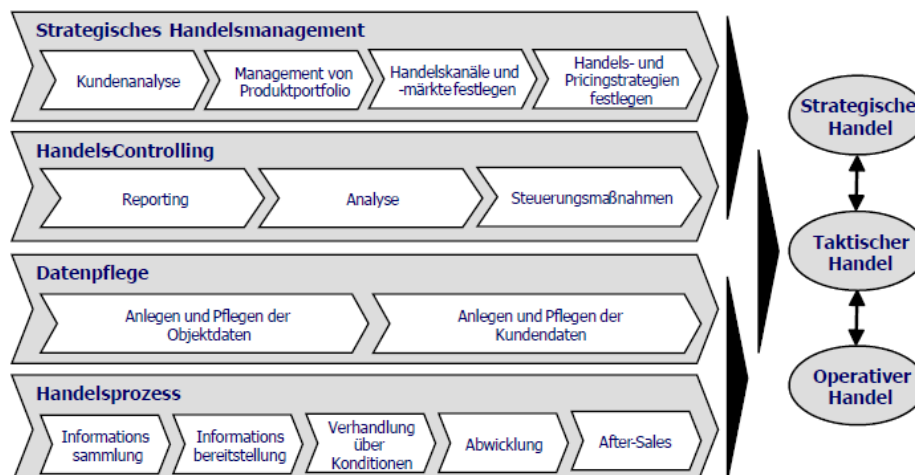 Strategisches Handelsmanagement
Kundenanalyse
Management von
Produktportfolio
Handelskanäle und
-märkte festlegen
Handels- und
Pricingstrategien
festlegen
Handels-Controlling
Reporting
Analyse
Steuerungsmaßnahmen
Datenpflege
Anlegen und Pflegen der
Objektdaten
Anlegen und Pflegen der
Kundendaten
Handelsprozess
Informations
sammlung
Informations
bereitstellung
Verhandlung
über
Konditionen
Abwicklung
After-Sales
Strategische
Handel
Taktischer
Handel
Operativer
Handel